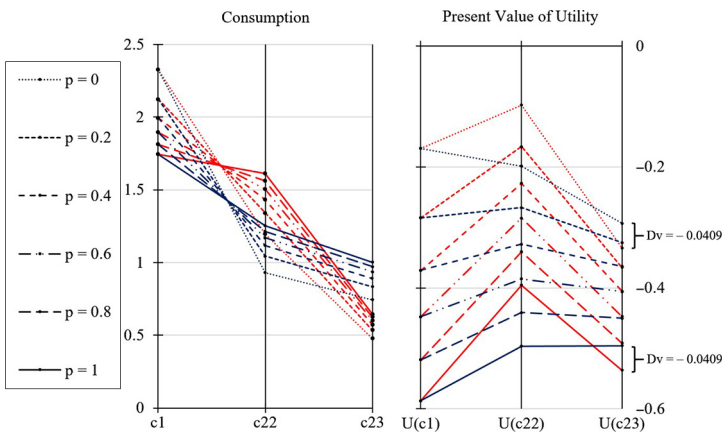 Consumption
Present Value of Utility
p = 0
p = 0.2
p = 0.4
p = 0.6
p = 0.8
p = 1
2.5
2
1.5
1
0.5
0
c1
c22
c23
0
−0.2
−0.4
−0.6
Dv = − 0.0409
Dv = − 0.0409
U(c1)
U(c22)
U(c23)